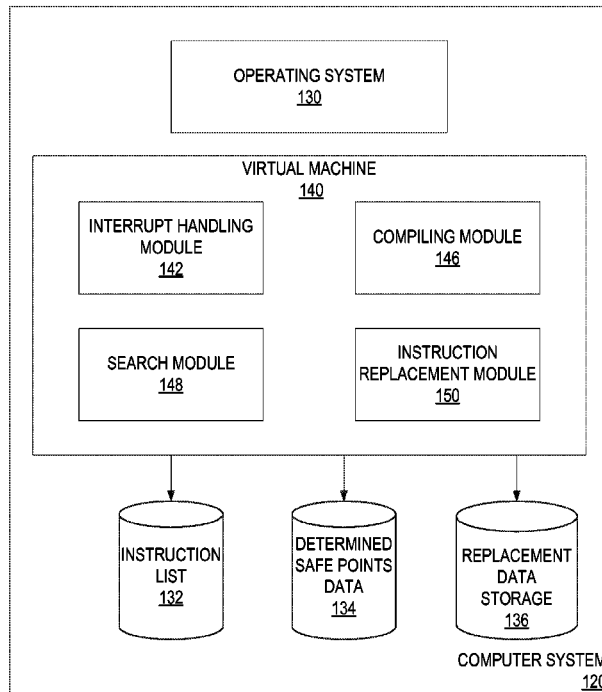 OPERATING SYSTEM
130
VIRTUAL MACHINE
140
INTERRUPT HANDLING
MODULE
142
COMPILING MODULE
146
SEARCH MODULE
148
INSTRUCTION
REPLACEMENT MODULE
150
INSTRUCTION
LIST
132
DETERMINED
SAFE POINTS
DATA
134
REPLACEMENT
DATA
STORAGE
136
COMPUTER SYSTEM
120